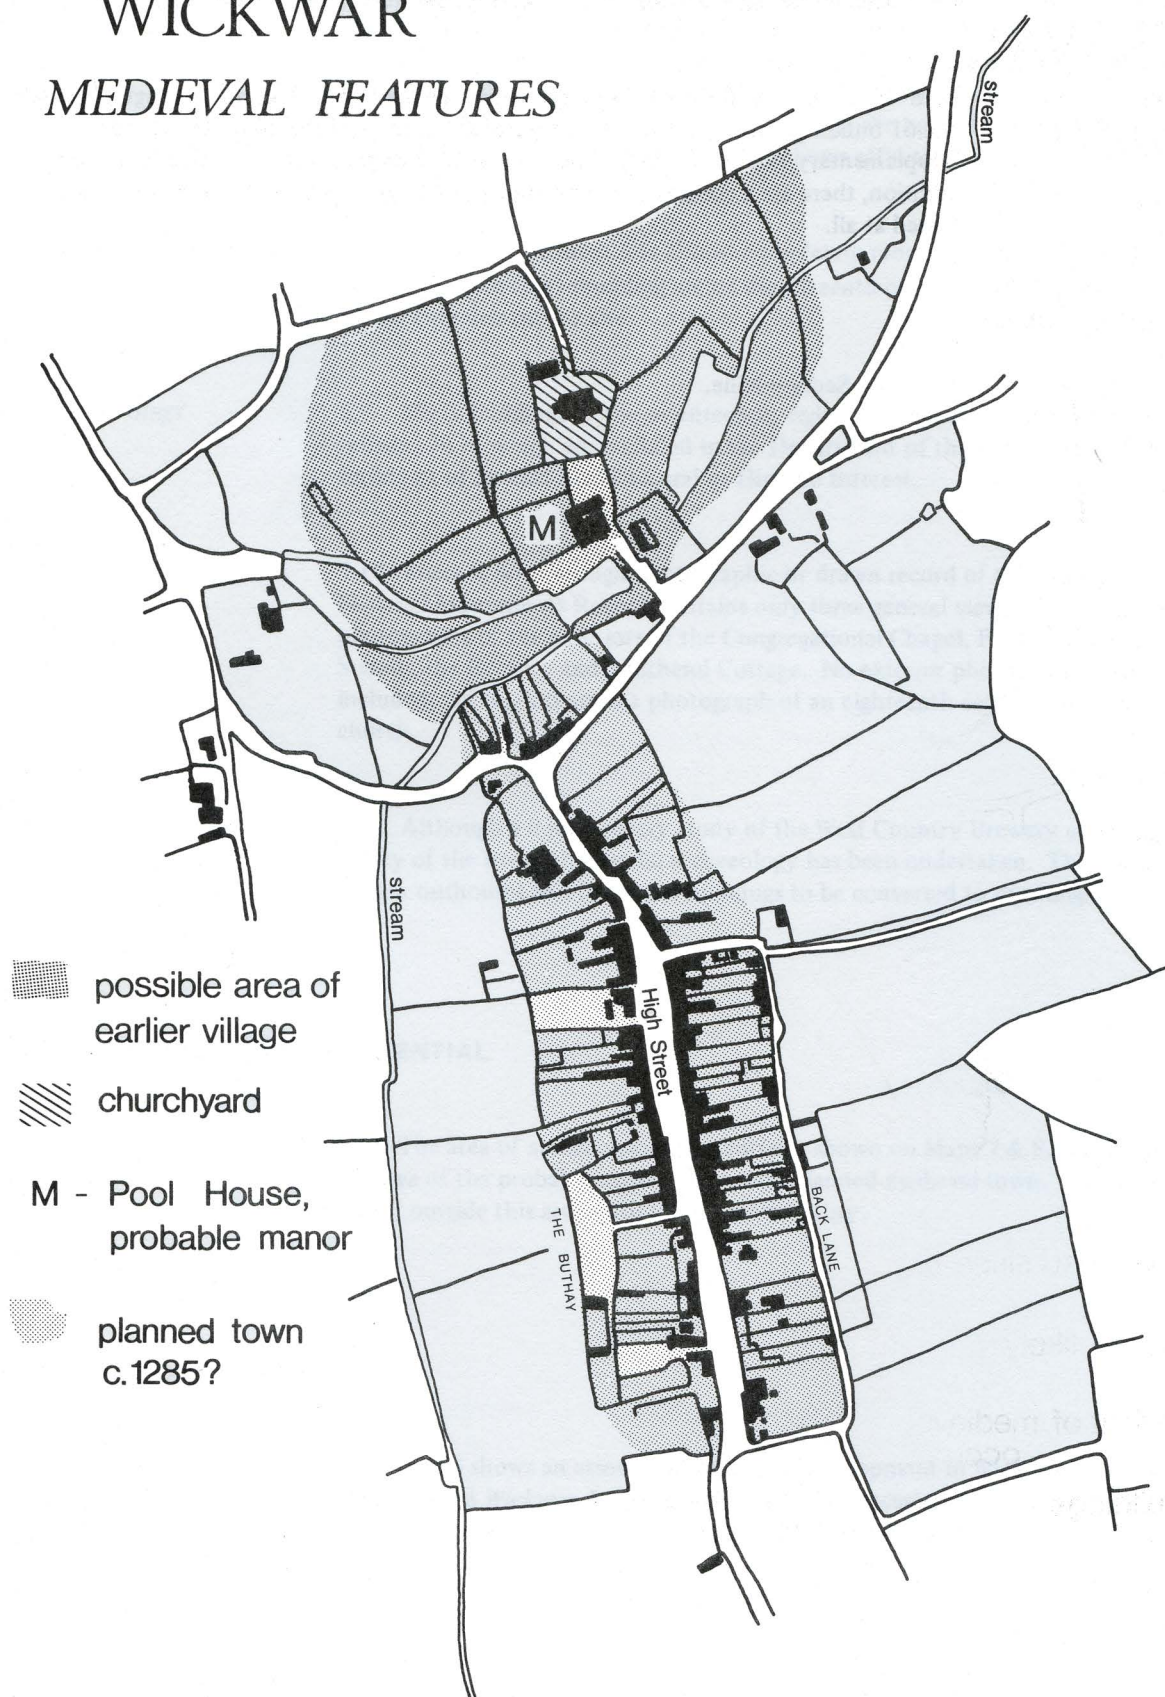 WICKWAR
MEDIEVAL FEATURES
stream
M
stream
possible area of
earlier village
churchyard
M - Pool House,
probable manor
planned town
c.1285?
High Street
THE BUTHAY
BACK LANE